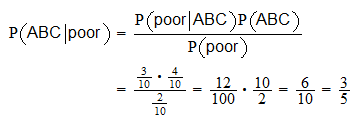 P(ABC|poor) = P(poor|ABC)P(ABC) / P(poor)
= (3/10 · 4/10) / (2/10) = 12/100 · 10/2 = 6/10 = 3/5